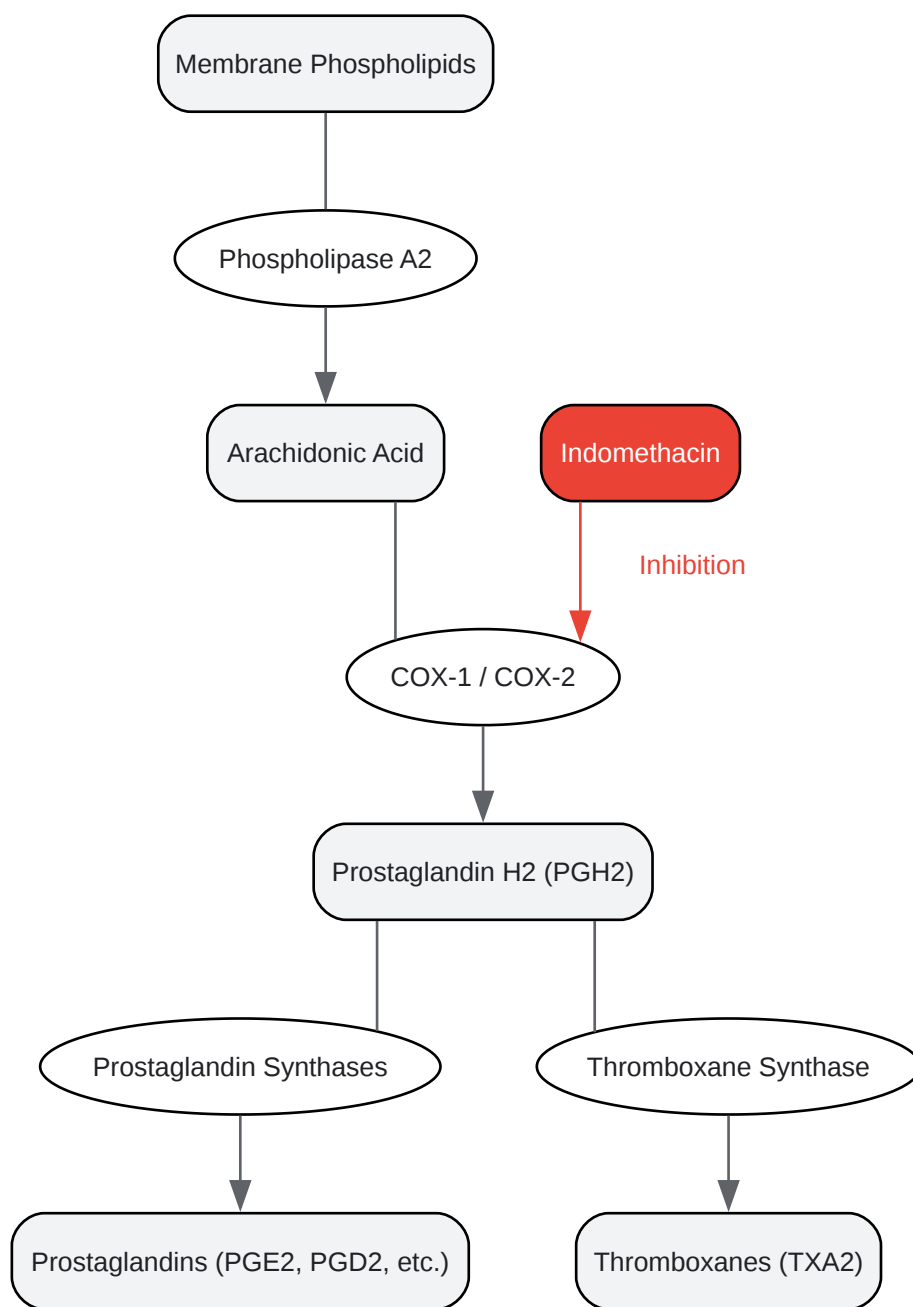 Membrane Phospholipids
Phospholipase A2
Arachidonic Acid
Indomethacin
Inhibition
COX-1 / COX-2
Prostaglandin H2 (PGH2)
Prostaglandin Synthases
Thromboxane Synthase
Prostaglandins (PGE2, PGD2, etc.)
Thromboxanes (TXA2)